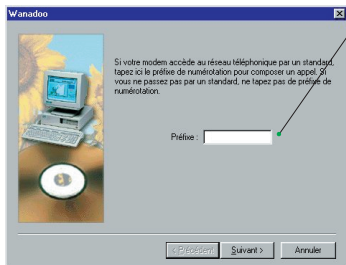 Wanadoo
Si votre modem accède au réseau téléphonique par un standard,
tapez ici le préfixe de numérotation pour composer un appel. Si
vous ne passez pas par un standard, ne tapez pas de préfixe de
numérotation.
Préfixe :
< Précédent
Suivant >
Annuler